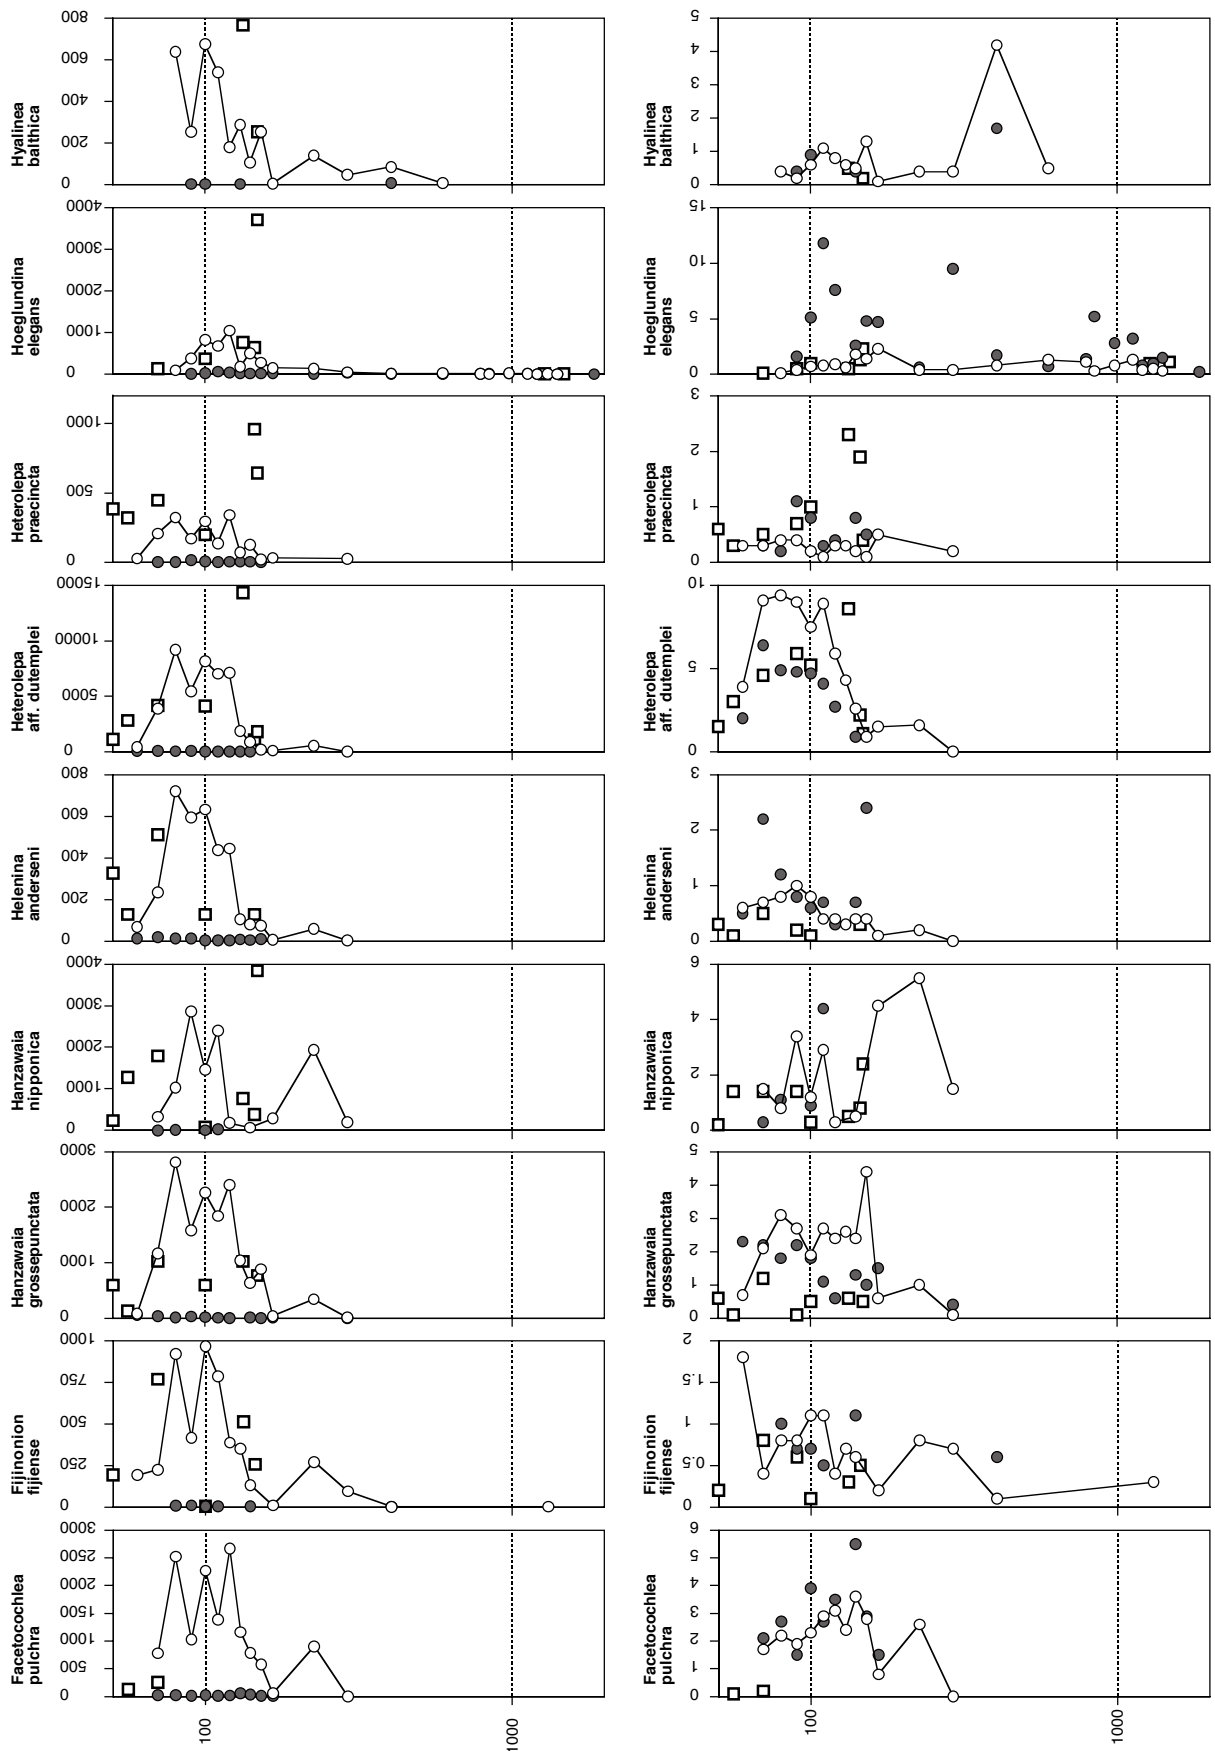 Hyalinea
balthica
800
600
400
200
0
Hyalinea
balthica
5
4
3
2
1
0
Hoeglundina
elegans
4000
3000
2000
1000
0
Hoeglundina
elegans
15
10
5
0
Heterolepa
praecincta
1000
500
0
Heterolepa
praecincta
3
2
1
0
Heterolepa
aff. dutemplei
15000
10000
5000
0
Heterolepa
aff. dutemplei
10
5
0
Helenina
anderseni
800
600
400
200
0
Helenina
anderseni
3
2
1
0
Hanzawaia
nipponica
4000
3000
2000
1000
0
Hanzawaia
nipponica
6
4
2
0
Hanzawaia
grossepunctata
3000
2000
1000
0
Hanzawaia
grossepunctata
5
4
3
2
1
0
Fijinonion
fijiense
1000
750
500
250
0
Fijinonion
fijiense
2
1.5
1
0.5
0
Facetocochlea
pulchra
3000
2500
2000
1500
1000
500
0
Facetocochlea
pulchra
6
5
4
3
2
1
0
100
1000
100
1000